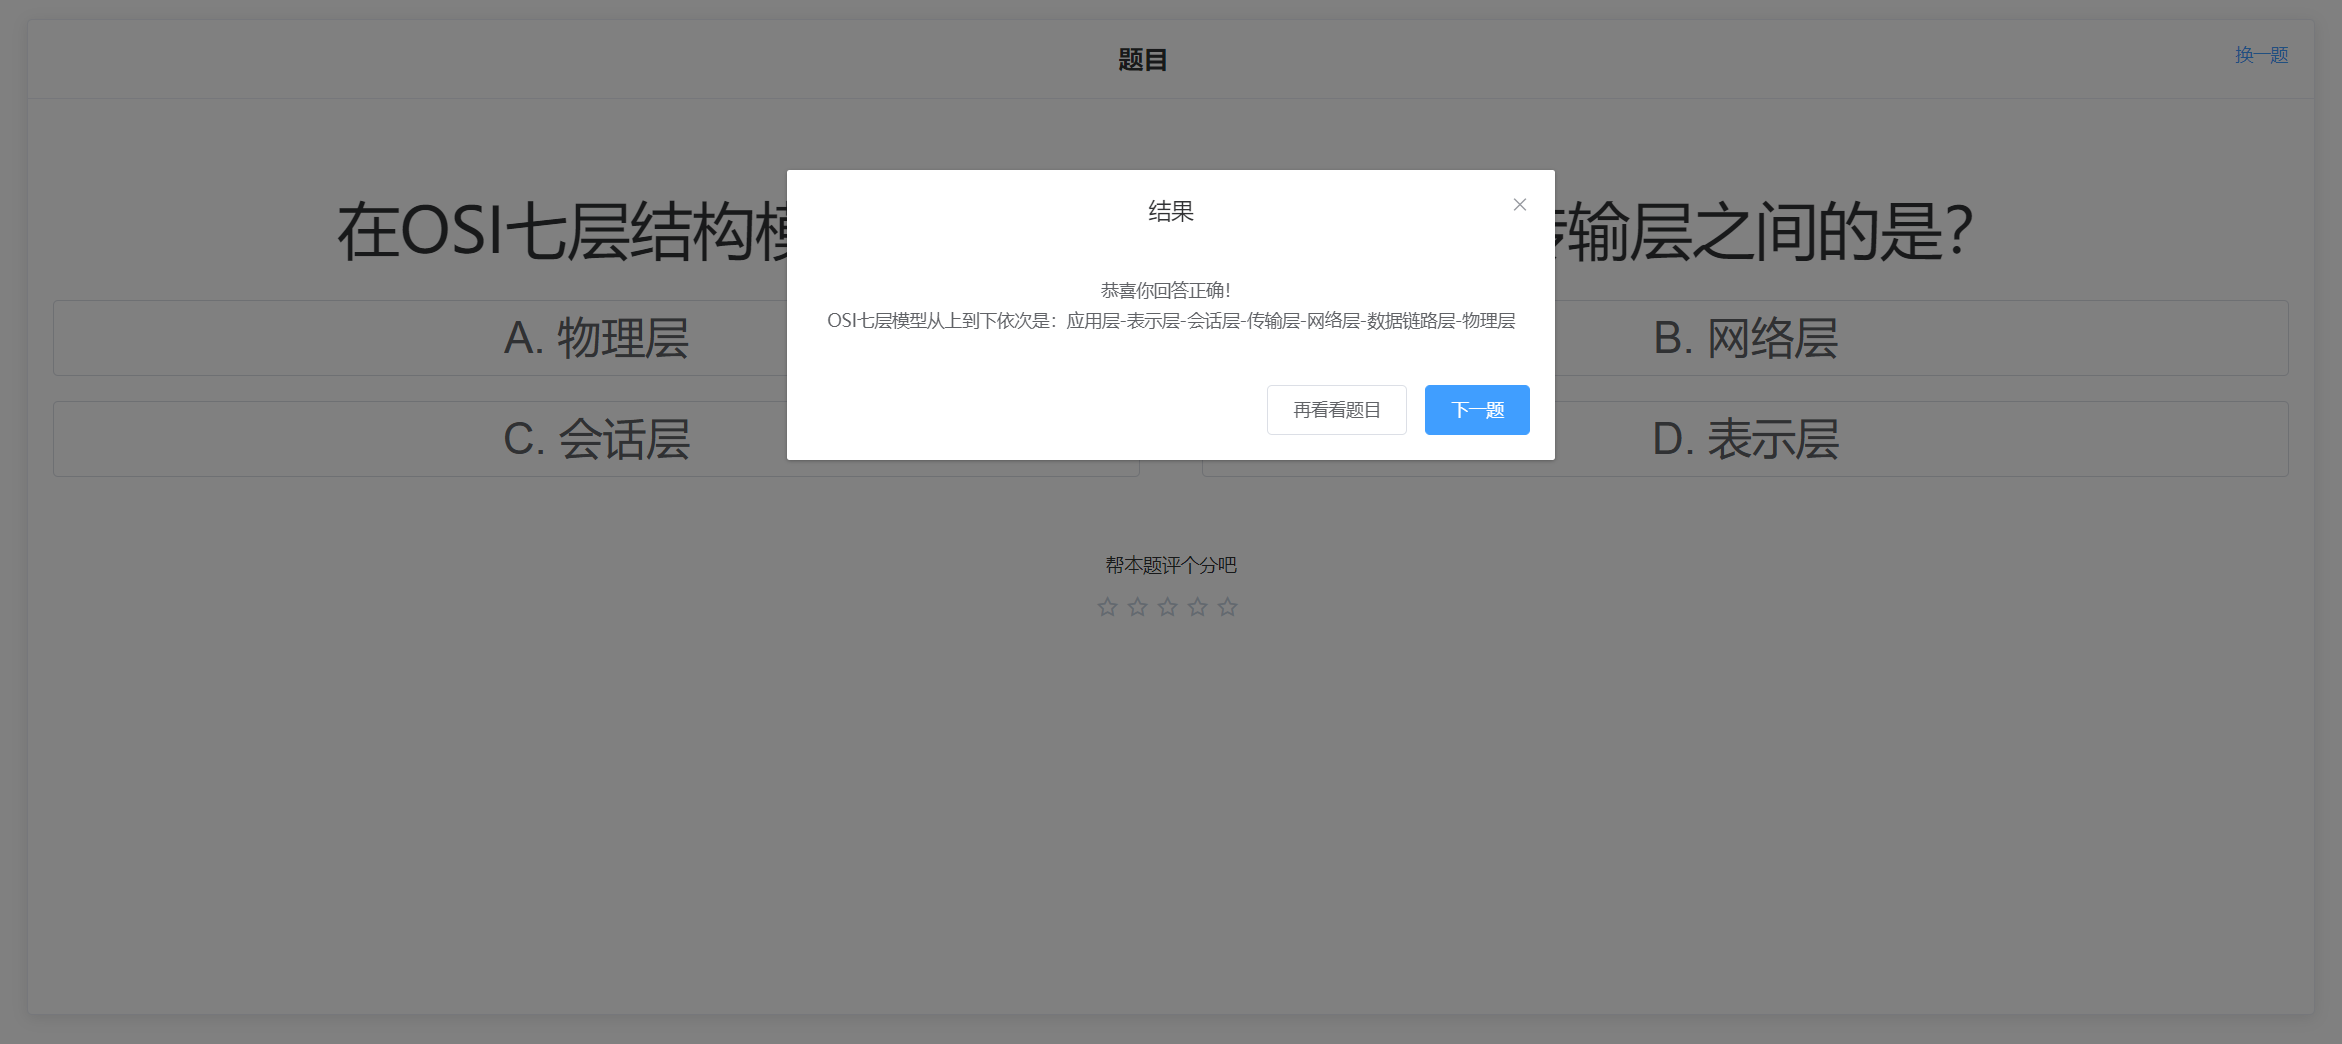 题目
换一题
在OSI七层结构
输层之间的是？
结果
恭喜你回答正确！
OSI七层模型从上到下依次是：应用层-表示层-会话层-传输层-网络层-数据链路层-物理层
再看看题目
下一题
A. 物理层
B. 网络层
C. 会话层
D. 表示层
帮本题评个分吧